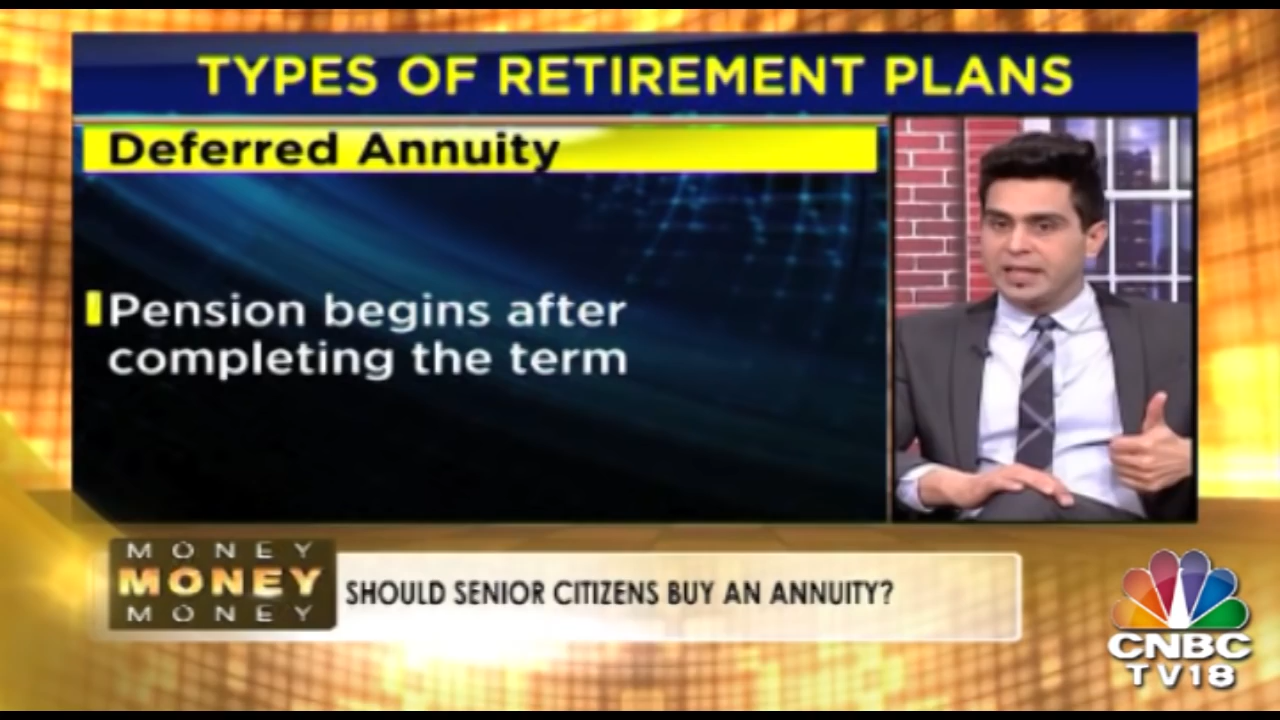 TYPES OF RETIREMENT PLANS
Deferred Annuity
Pension begins after
completing the term
MONEY
MONEY
MONEY
SHOULD SENIOR CITIZENS BUY AN ANNUITY?
CNBC
TV18